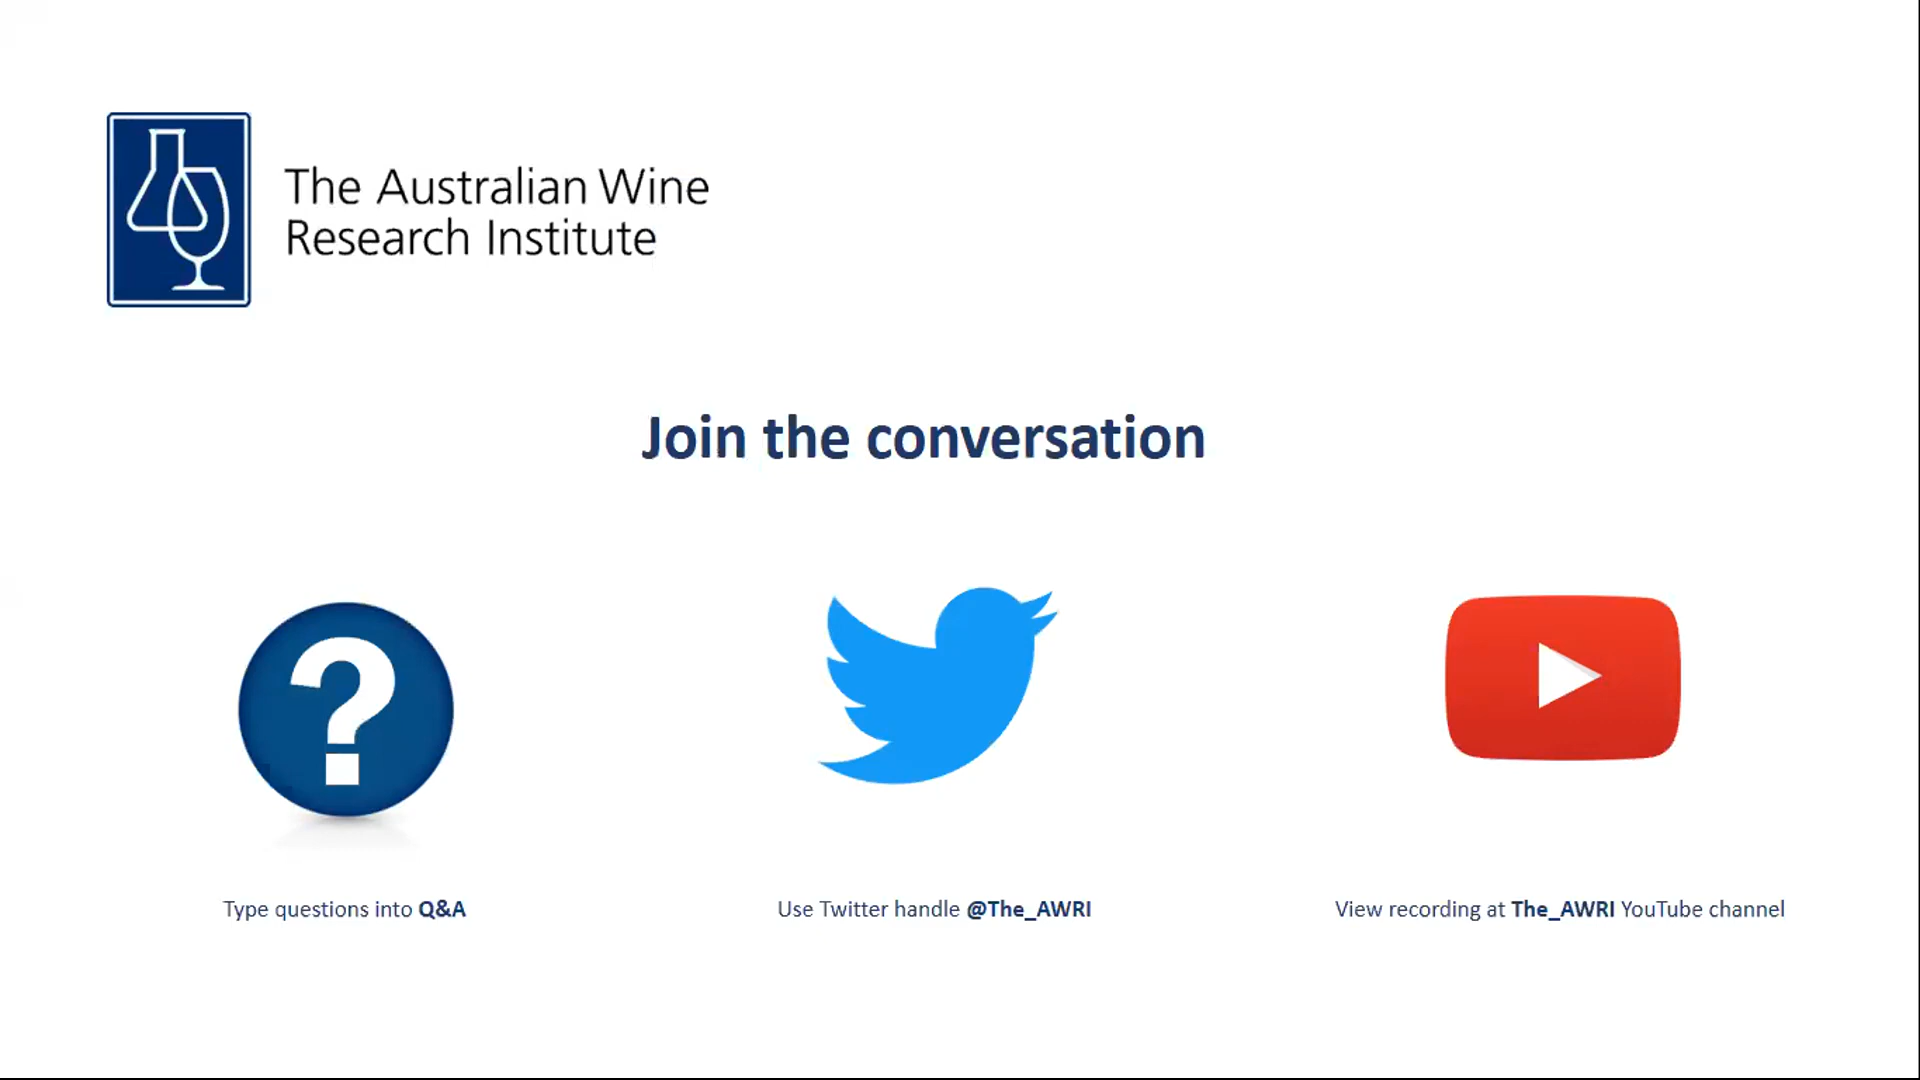 The Australian Wine
Research Institute
Join the conversation
Type questions into Q&A
Use Twitter handle @The_AWRI
View recording at The_AWRI YouTube channel